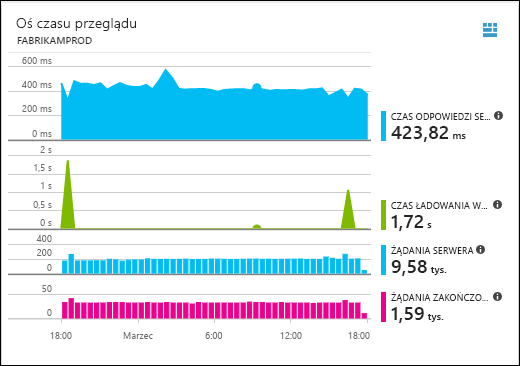 Oś czasu przeglądu
FABRIKAMPROD
600 ms
400 ms
200 ms
0 ms
CZAS ODPOWIEDZI SE...
423,82 ms
2 s
1,5 s
1 s
0,5 s
0 s
CZAS ŁADOWANIA W...
1,72 s
400
200
0
ŻĄDANIA SERWERA
9,58 tys.
50
0
ŻĄDANIA ZAKOŃCZO...
1,59 tys.
18:00 Marzec 6:00 12:00 18:00